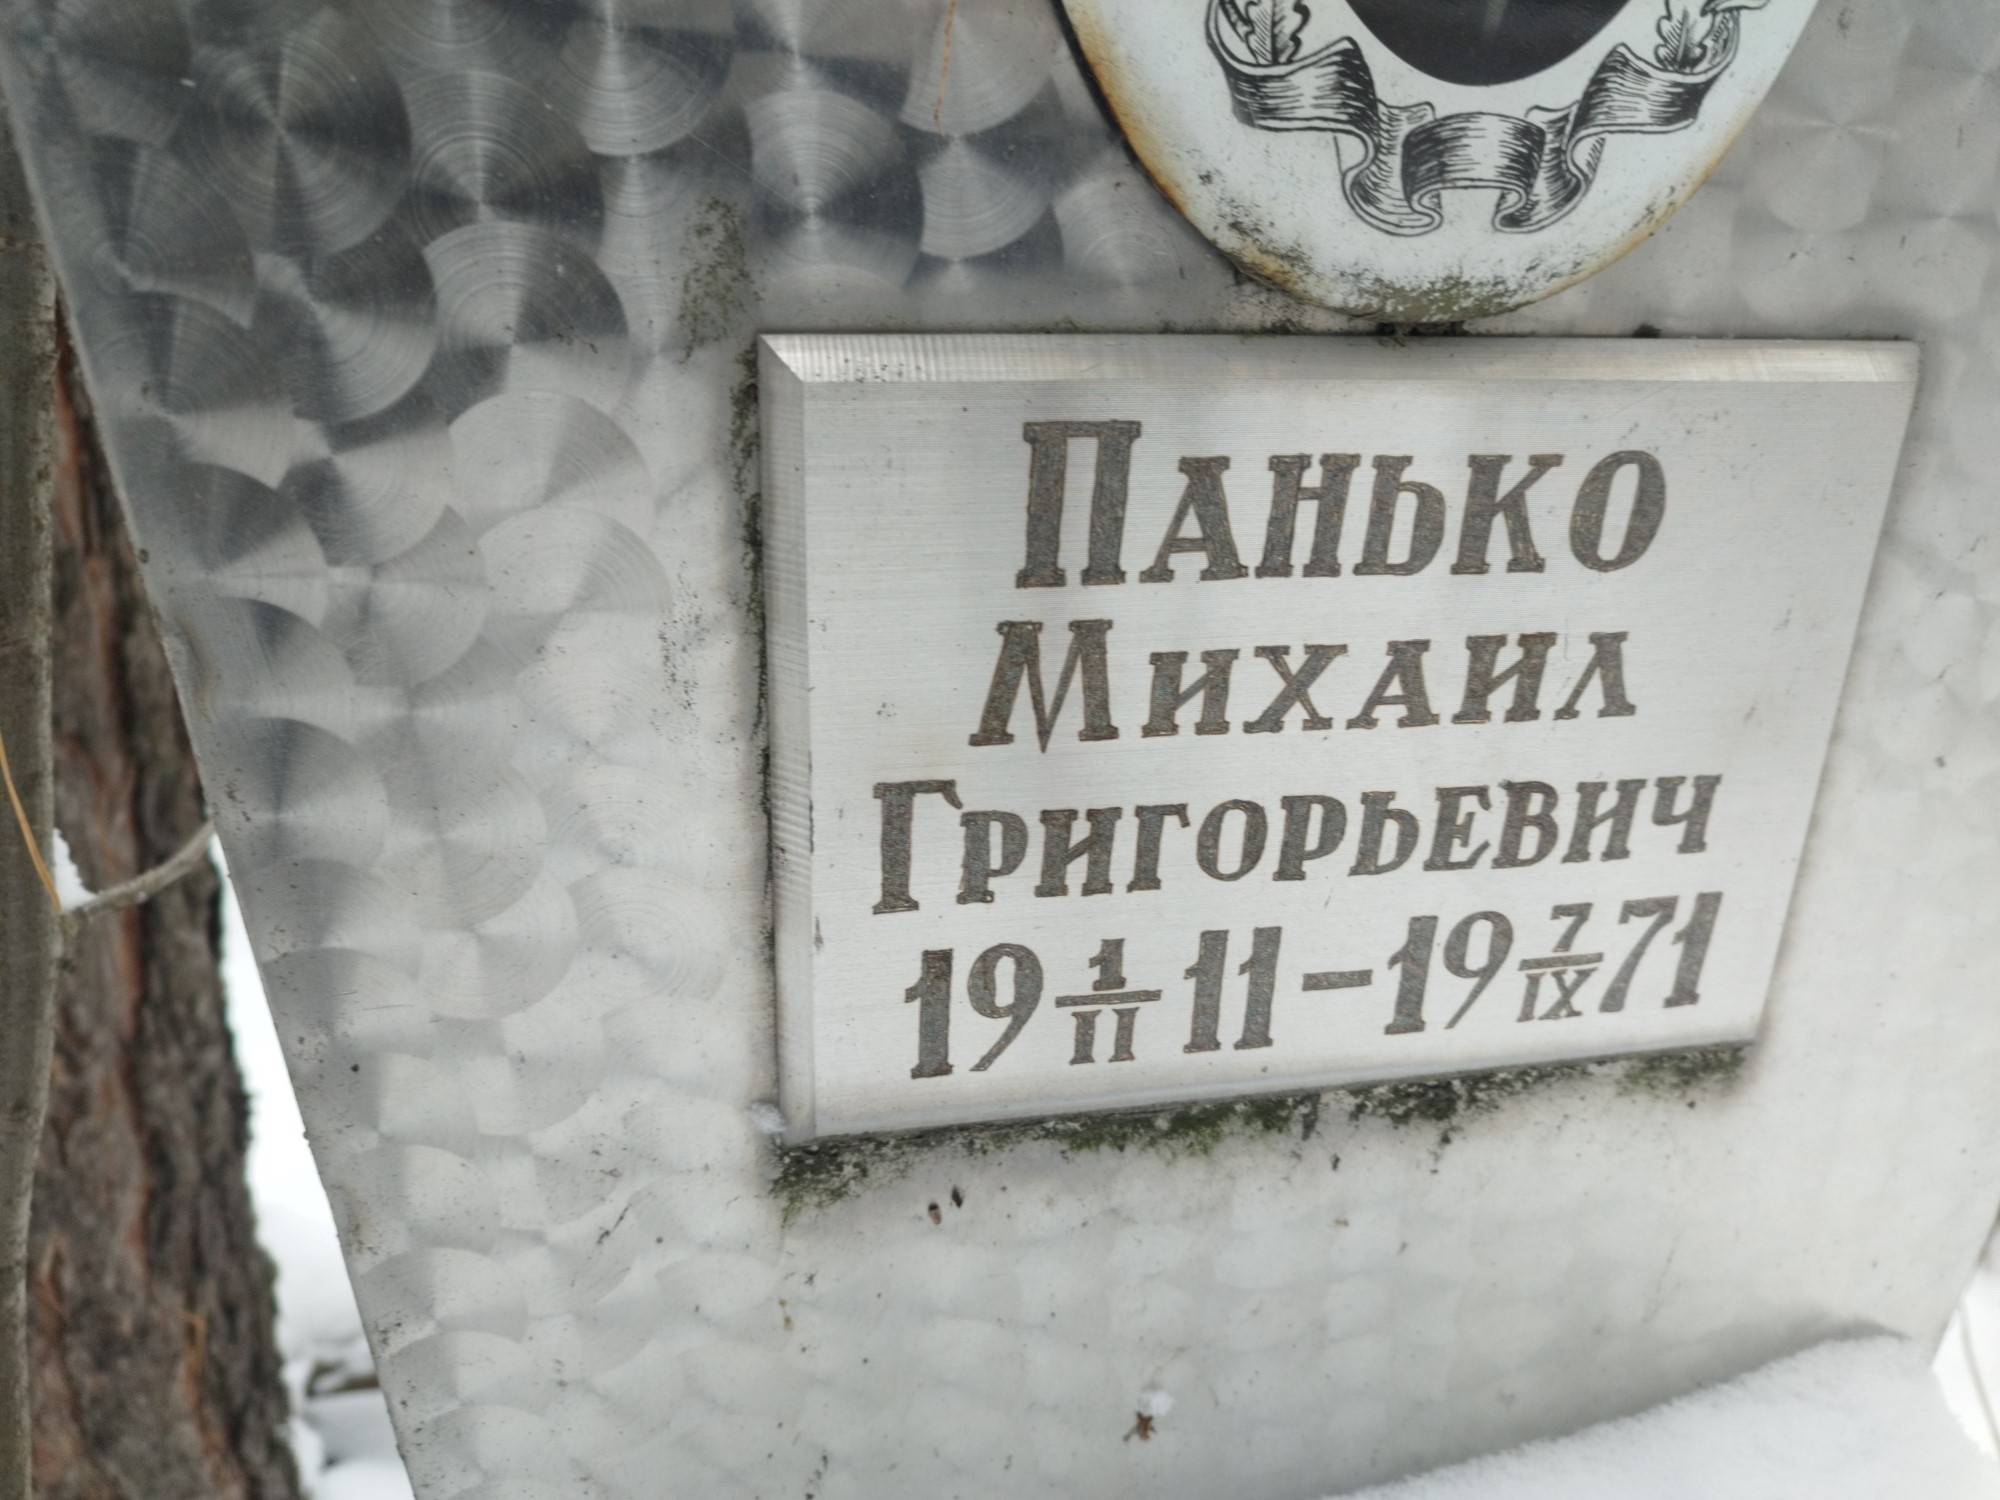 Панько
Михаил
Григорьевич
19 1/II 11 - 19 7/IX 71